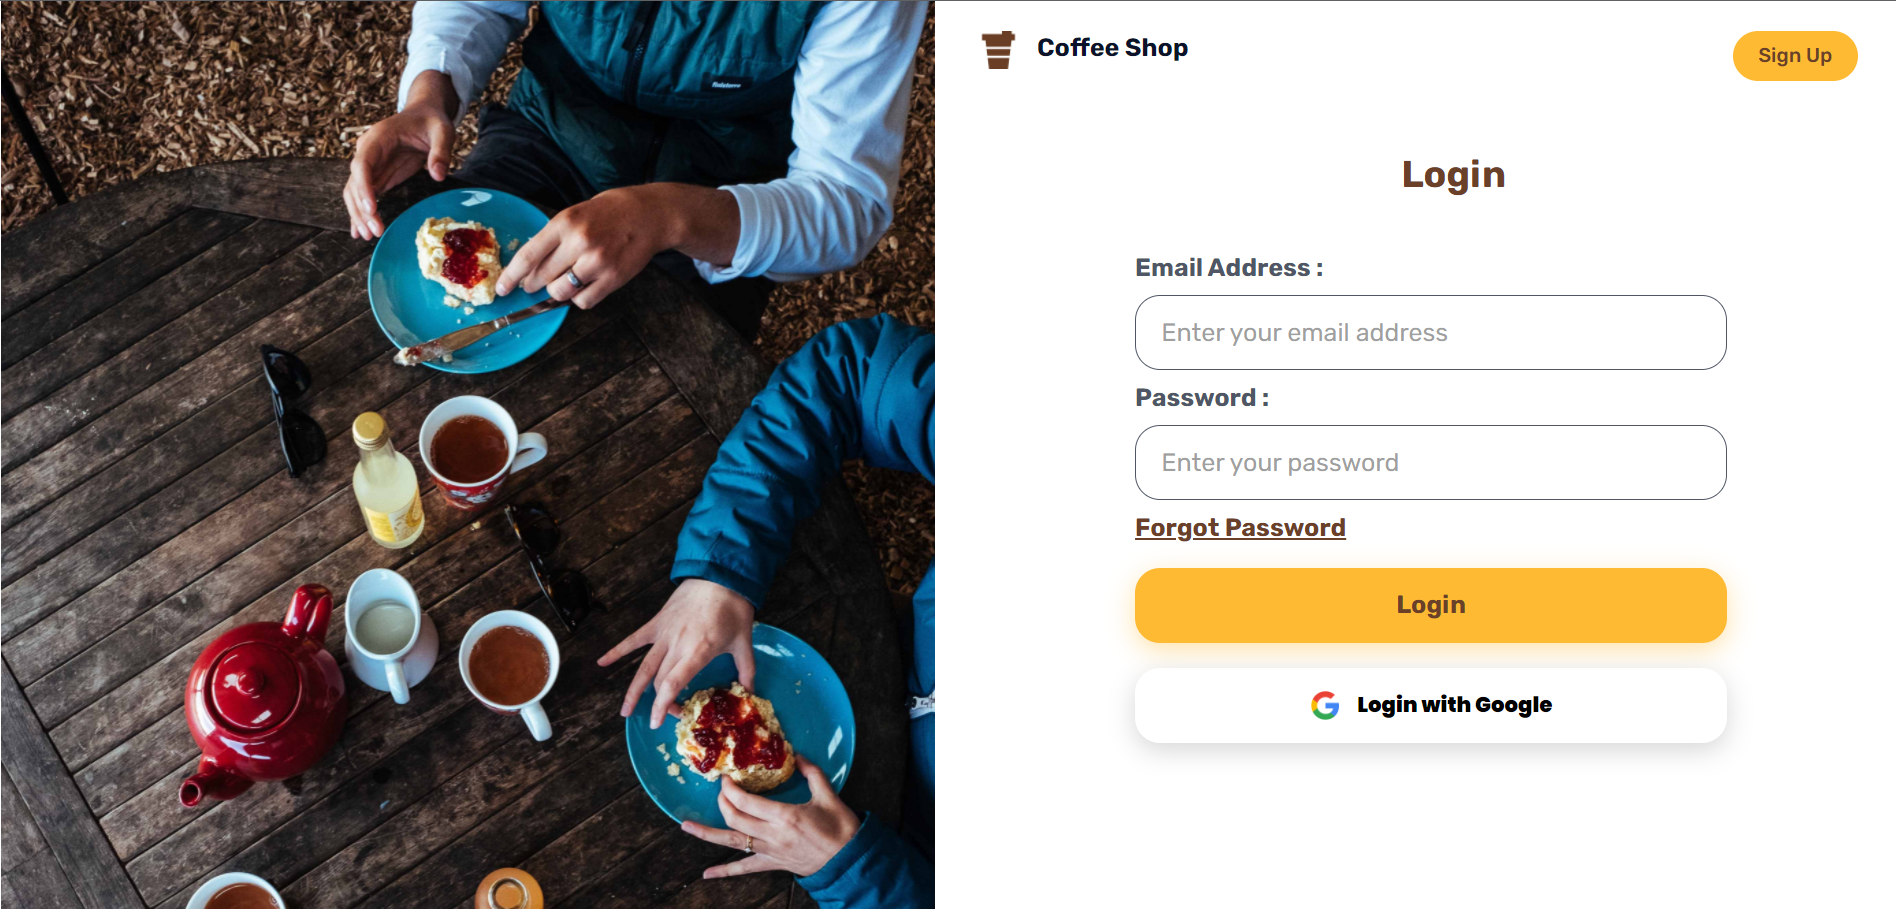 Coffee Shop
Sign Up
Login
Email Address :
Enter your email address
Password :
Enter your password
Forgot Password
Login
Login with Google
finisterre